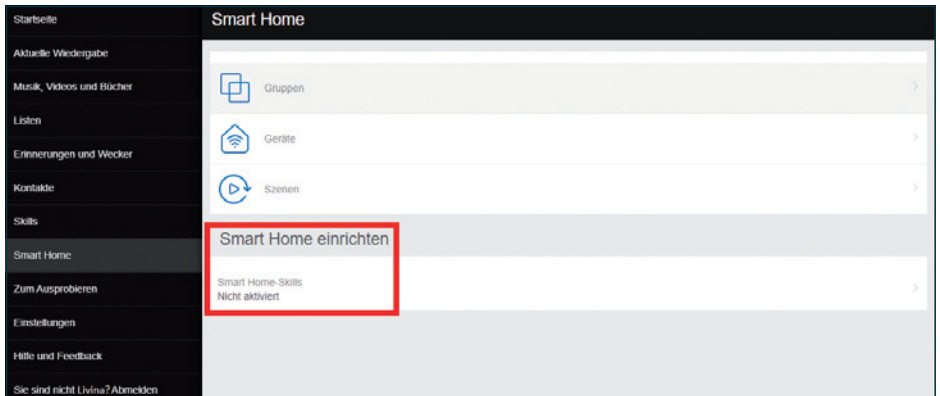 Startseite
Aktuelle Wiedergabe
Musik, Videos und Bücher
Listen
Erinnerungen und Wecker
Kontakte
Skills
Smart Home
Zum Ausprobieren
Einstellungen
Hilfe und Feedback
Sie sind nicht Livina? Abmelden
Smart Home
Gruppen
Geräte
Szenen
Smart Home einrichten
Smart Home-Skills
Nicht aktiviert